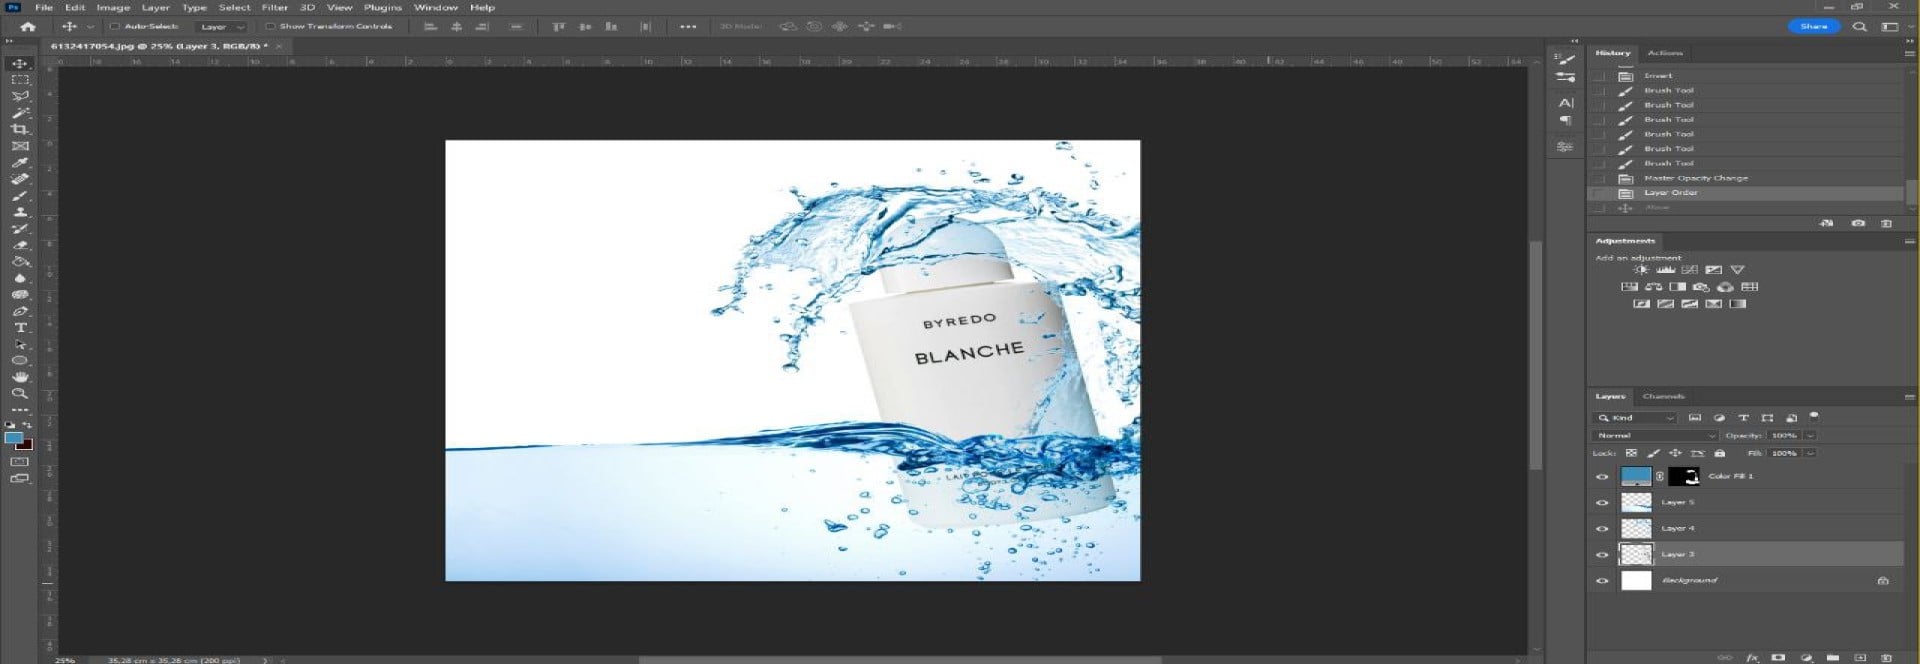 File Edit Image Layer Type Select Filter 3D View Plugins Window Help
Auto-Select: Layer Show Transform Controls 3D Mode: Share
6132417054.jpg @ 25% (Layer 3, RGB/8) *
History Actions
Invert
Brush Tool
Brush Tool
Brush Tool
Brush Tool
Brush Tool
Brush Tool
Master Opacity Change
Layer Order
Move
Adjustments
Add an adjustment
BYREDO
BLANCHE
Layers Channels
Kind
Normal Opacity: 100%
Lock: Fill: 100%
Color Fill 1
Layer 5
Layer 4
Layer 3
Background
25% 35,28 cm x 35,28 cm (200 ppi)